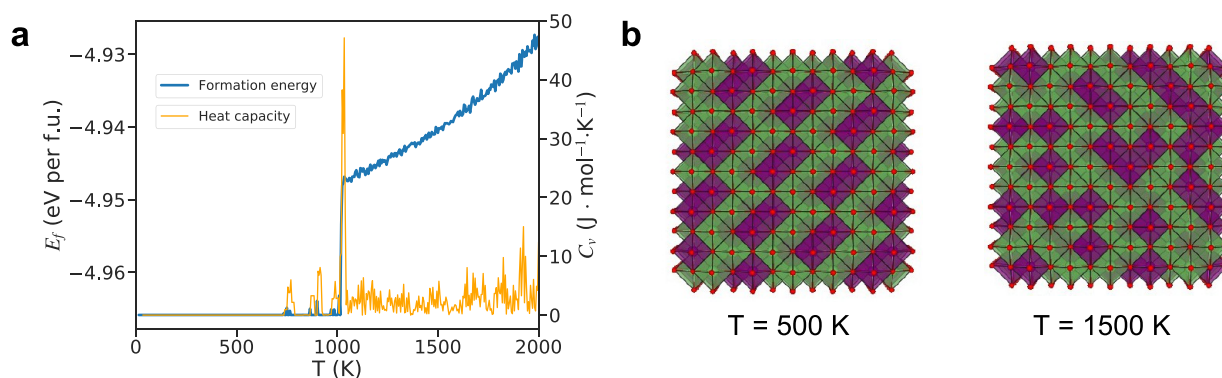 a
−4.93
−4.94
−4.95
−4.96
E_f (eV per f.u.)
Formation energy
Heat capacity
50
40
30
20
10
0
C_v (J · mol⁻¹·K⁻¹)
0 500 1000 1500 2000
T (K)
b
T = 500 K
T = 1500 K